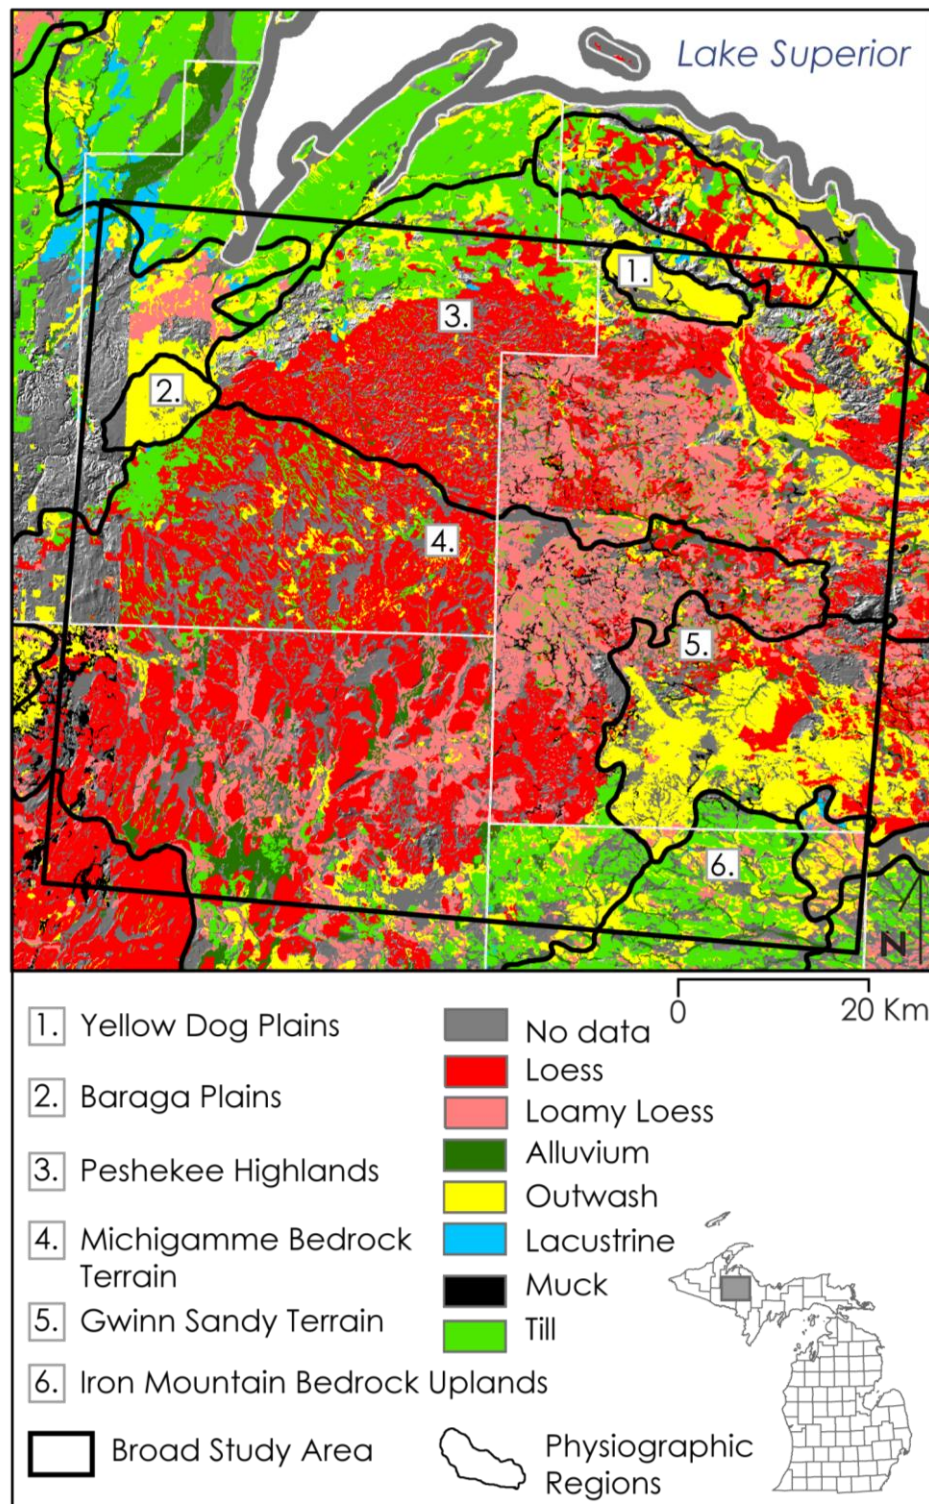 Lake Superior
1.
3.
2.
4.
5.
6.
N
0 20 Km
1. Yellow Dog Plains
2. Baraga Plains
3. Peshekee Highlands
4. Michigamme Bedrock
Terrain
5. Gwinn Sandy Terrain
6. Iron Mountain Bedrock Uplands
No data
Loess
Loamy Loess
Alluvium
Outwash
Lacustrine
Muck
Till
Broad Study Area
Physiographic
Regions